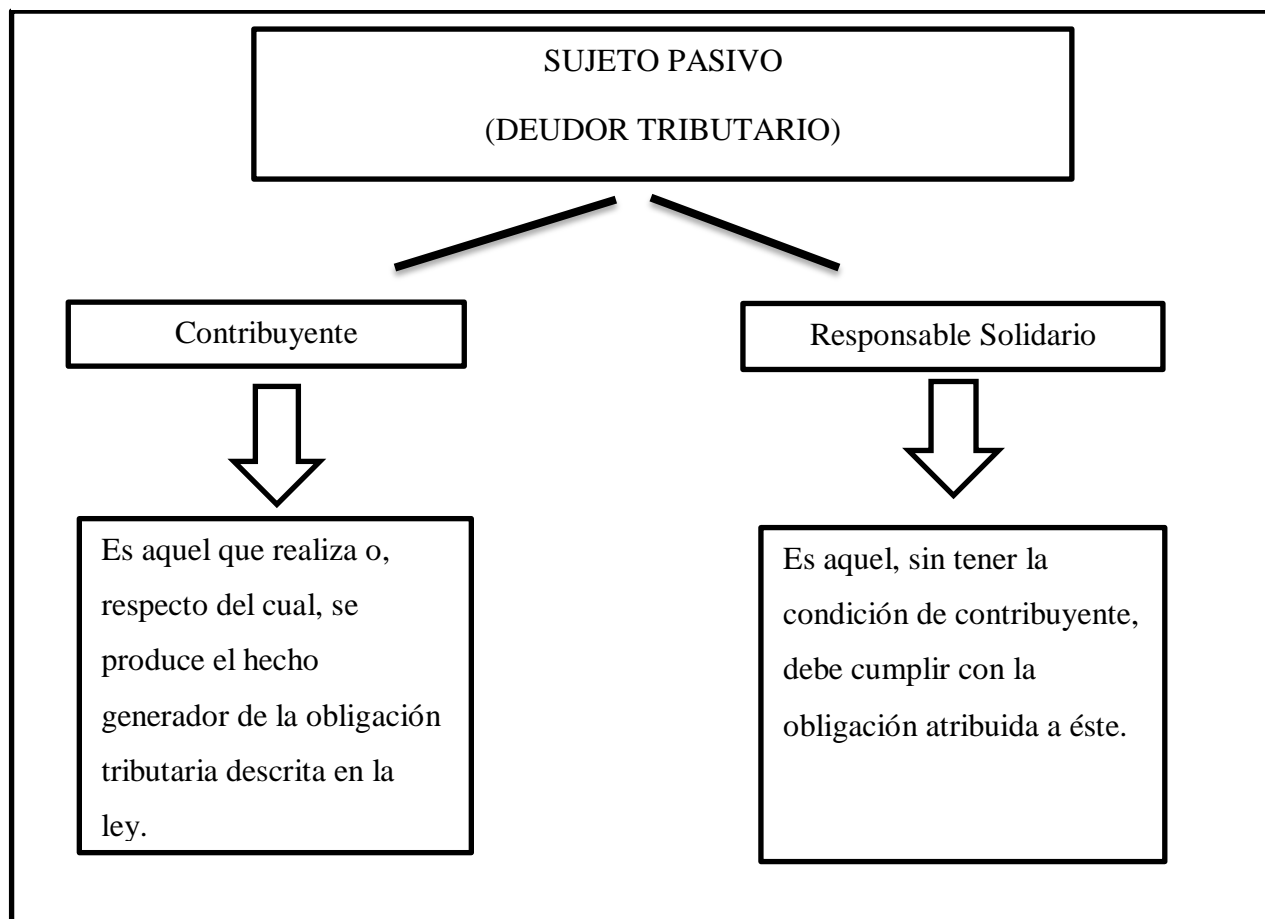 SUJETO PASIVO
(DEUDOR TRIBUTARIO)
Contribuyente
Responsable Solidario
Es aquel que realiza o,
respecto del cual, se
produce el hecho
generador de la obligación
tributaria descrita en la
ley.
Es aquel, sin tener la
condición de contribuyente,
debe cumplir con la
obligación atribuida a éste.